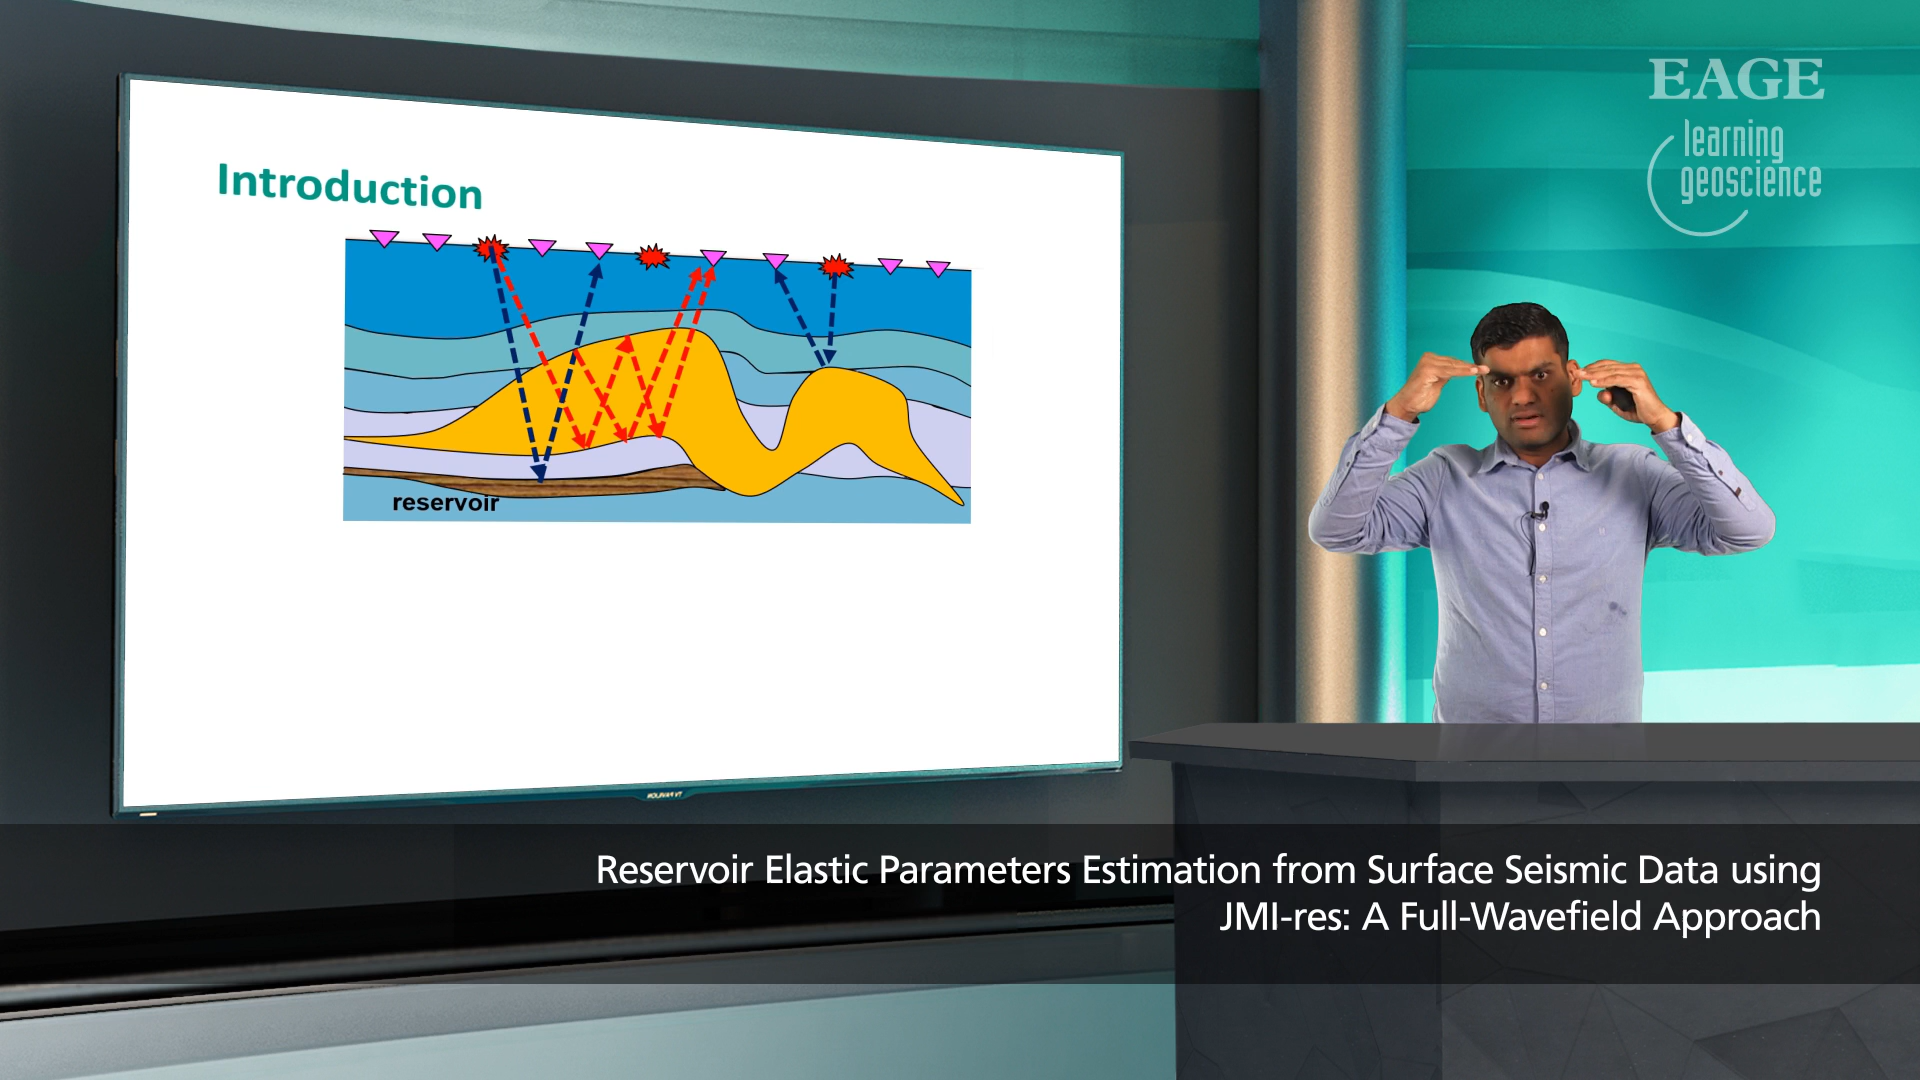 EAGE
learning
geoscience
Introduction
reservoir
Reservoir Elastic Parameters Estimation from Surface Seismic Data using
JMI-res: A Full-Wavefield Approach